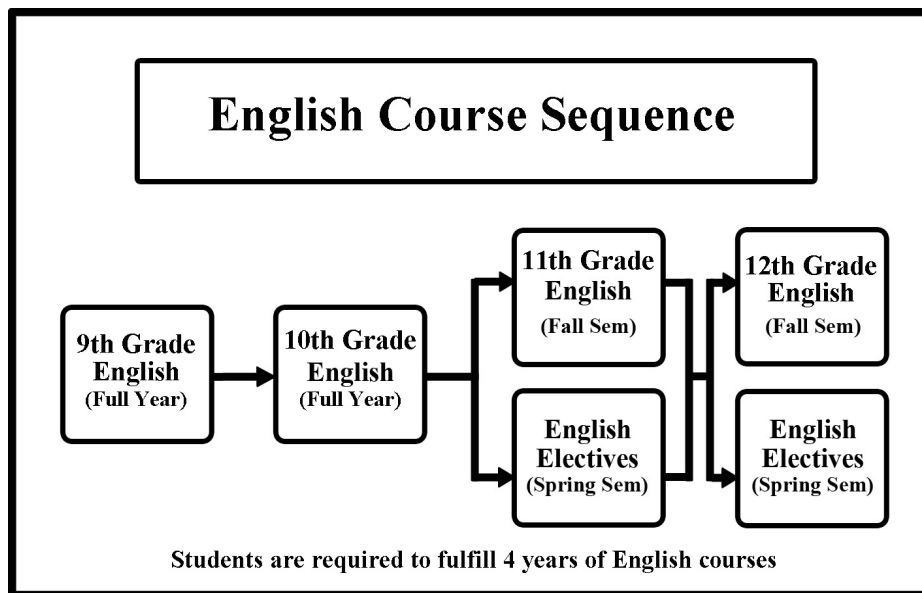 English Course Sequence
9th Grade
English
(Full Year)
10th Grade
English
(Full Year)
11th Grade
English
(Fall Sem)
English
Electives
(Spring Sem)
12th Grade
English
(Fall Sem)
English
Electives
(Spring Sem)
Students are required to fulfill 4 years of English courses